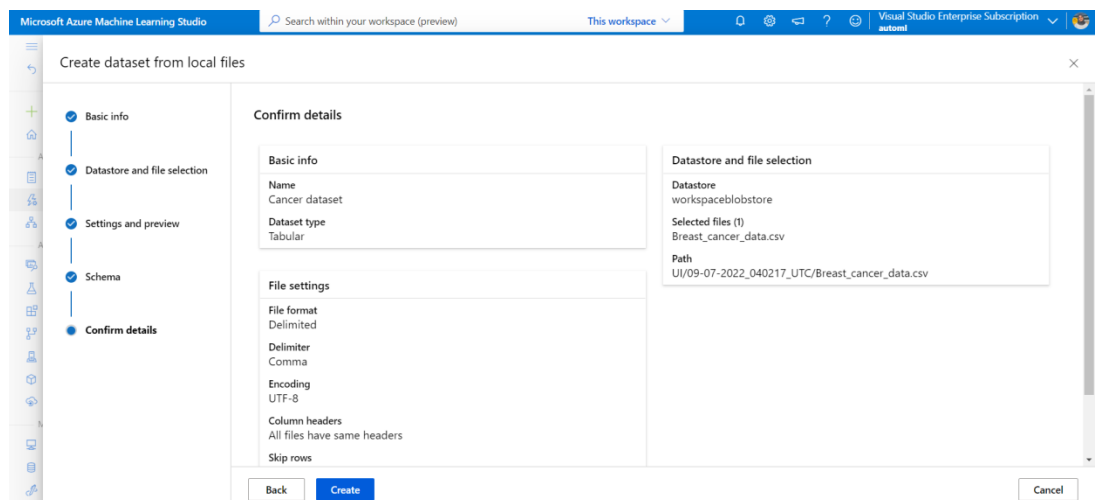 Microsoft Azure Machine Learning Studio
Search within your workspace (preview)
This workspace
Visual Studio Enterprise Subscription
automl
Create dataset from local files
Basic info
Datastore and file selection
Settings and preview
Schema
Confirm details
Confirm details
Basic info
Name
Cancer dataset
Dataset type
Tabular
File settings
File format
Delimited
Delimiter
Comma
Encoding
UTF-8
Column headers
All files have same headers
Skip rows
Datastore and file selection
Datastore
workspaceblobstore
Selected files (1)
Breast_cancer_data.csv
Path
UI/09-07-2022_040217_UTC/Breast_cancer_data.csv
Back
Create
Cancel